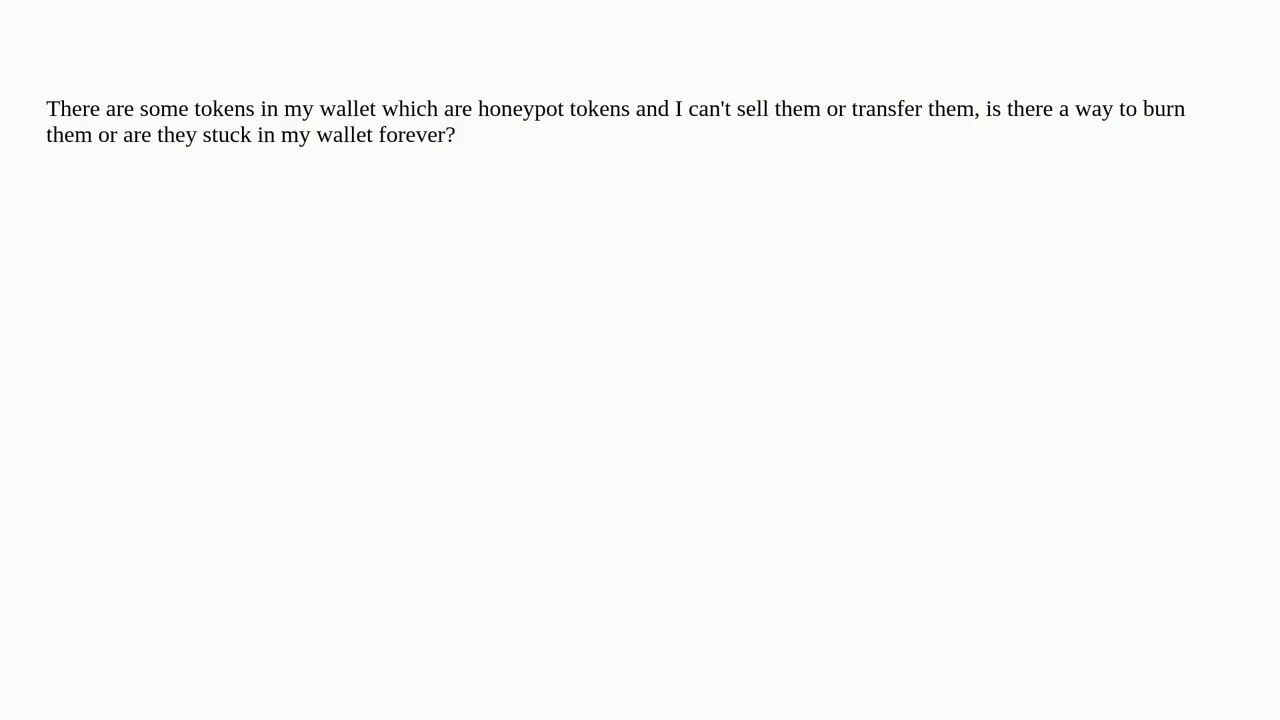 There are some tokens in my wallet which are honeypot tokens and I can't sell them or transfer them, is there a way to burn
them or are they stuck in my wallet forever?